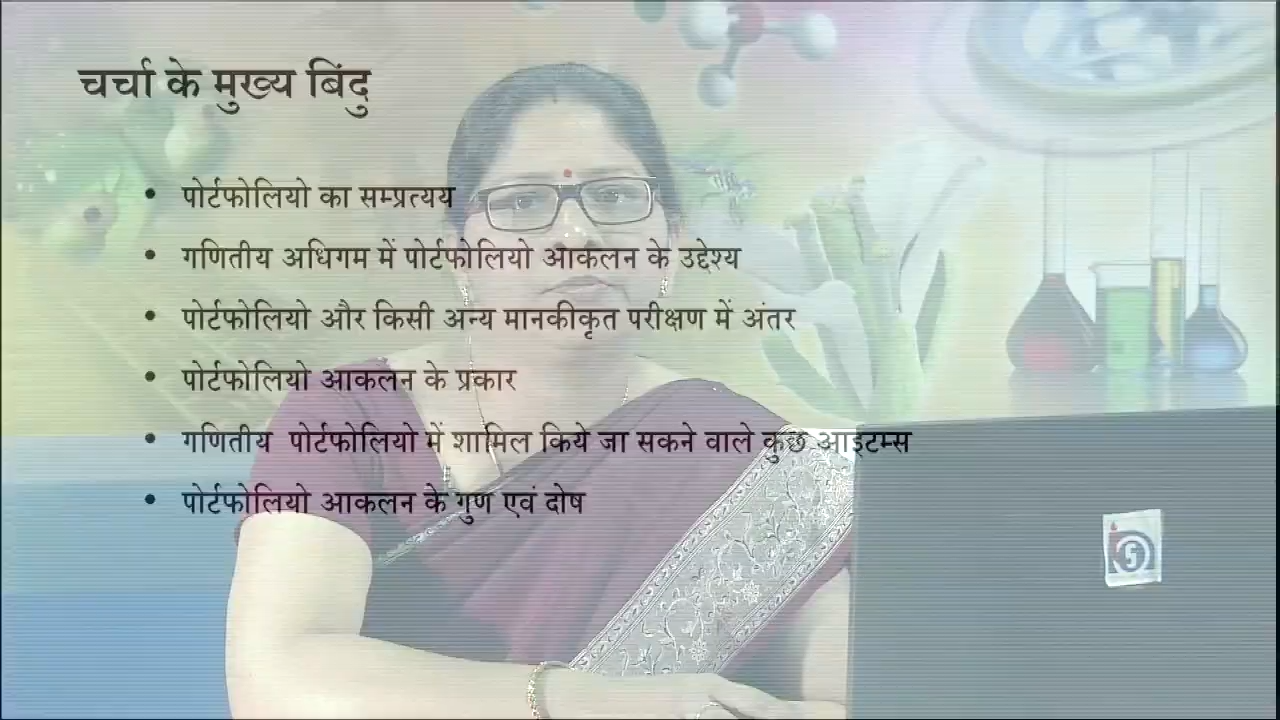 चर्चा के मुख्य बिंदु
• पोर्टफोलियो का सम्प्रत्यय
• गणितीय अधिगम में पोर्टफोलियो आकलन के उद्देश्य
• पोर्टफोलियो और किसी अन्य मानकीकृत परीक्षण में अंतर
• पोर्टफोलियो आकलन के प्रकार
• गणितीय पोर्टफोलियो में शामिल किये जा सकने वाले कुछ आइटम्स
• पोर्टफोलियो आकलन के गुण एवं दोष